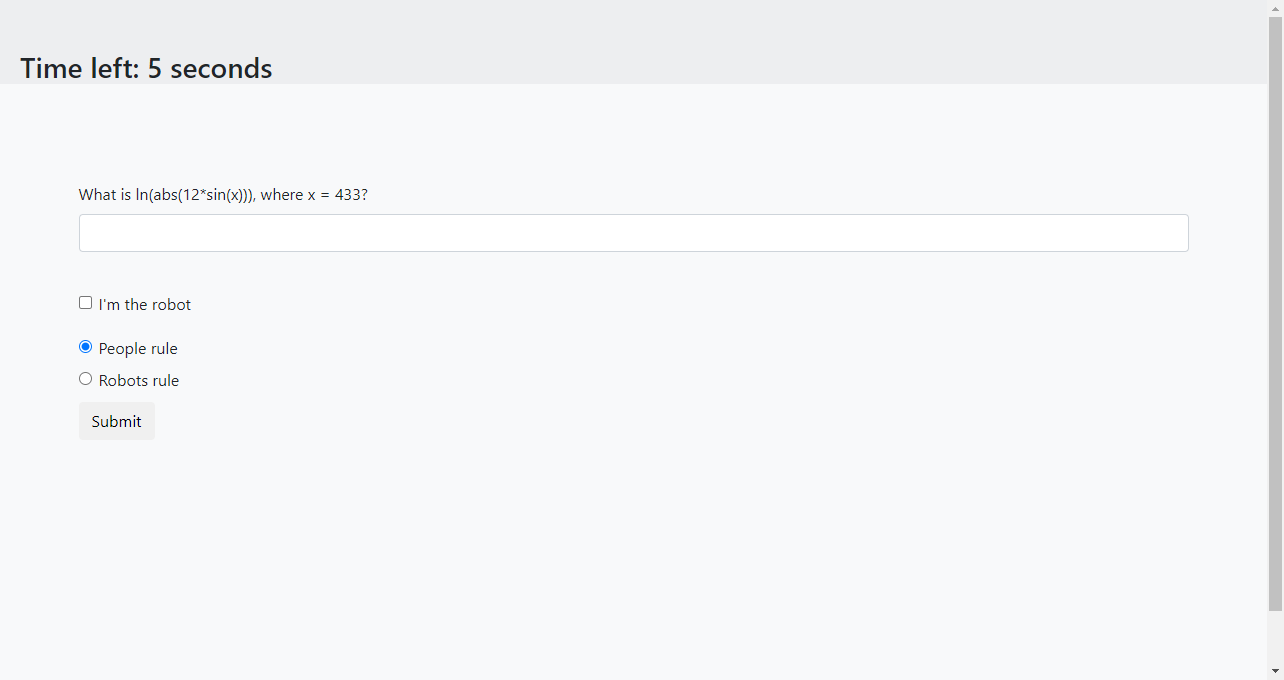 Time left: 5 seconds
What is ln(abs(12*sin(x))), where x = 433?
I'm the robot
People rule
Robots rule
Submit